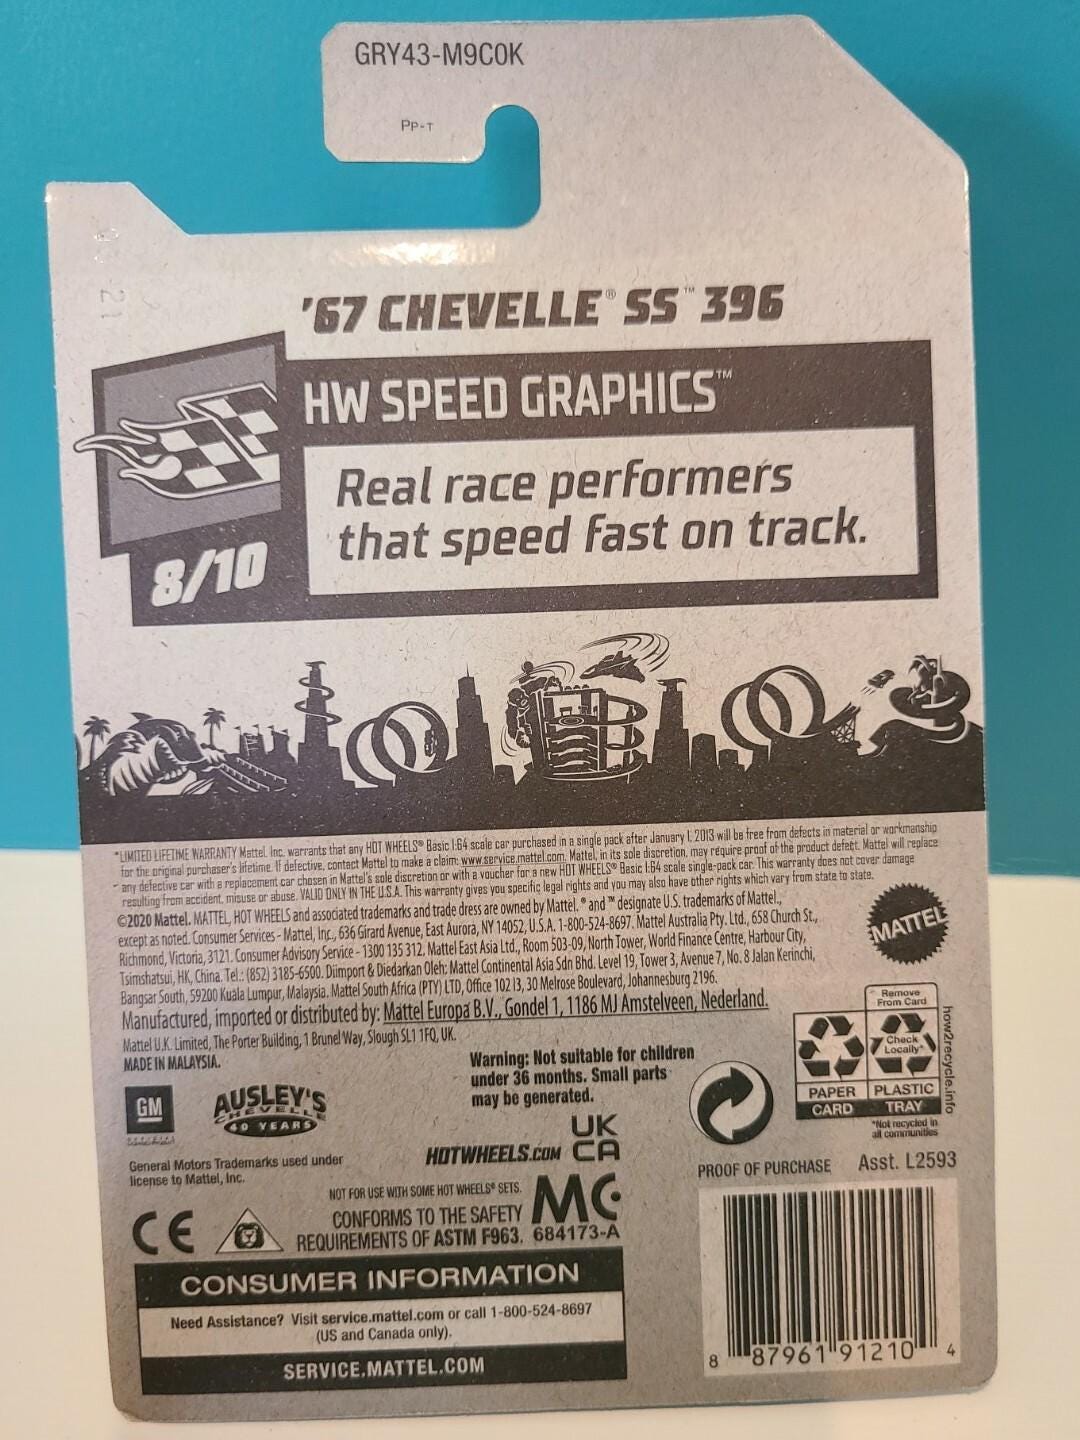 GRY43-M9C0K
PP-T
21
'67 CHEVELLE® SS™ 396
HW SPEED GRAPHICS™
Real race performers
that speed fast on track.
8/10
*LIMITED LIFETIME WARRANTY Mattel, Inc. warrants that any HOT WHEELS® Basic 1:64 scale car purchased in a single pack after January 1, 2013 will be free from defects in material or workmanship
for the original purchaser's lifetime. If defective, contact Mattel to make a claim: www.service.mattel.com. Mattel, in its sole discretion, may require proof of the product defect. Mattel will replace
any defective car with a replacement car chosen in Mattel's sole discretion or with a voucher for a new HOT WHEELS® Basic 1:64 scale single-pack car. This warranty does not cover damage
resulting from accident, misuse or abuse. VALID ONLY IN THE U.S.A. This warranty gives you specific legal rights and you may also have other rights which vary from state to state.
©2020 Mattel. MATTEL, HOT WHEELS and associated trademarks and trade dress are owned by Mattel. ® and ™ designate U.S. trademarks of Mattel,
except as noted. Consumer Services - Mattel, Inc., 636 Girard Avenue, East Aurora, NY 14052, U.S.A. 1-800-524-8697. Mattel Australia Pty. Ltd., 658 Church St.,
Richmond, Victoria, 3121. Consumer Advisory Service - 1300 135 312. Mattel East Asia Ltd., Room 503-09, North Tower, World Finance Centre, Harbour City,
Tsimshatsui, HK, China. Tel.: (852) 3185-6500. Diimport & Diedarkan Oleh: Mattel Continental Asia Sdn Bhd. Level 19, Tower 3, Avenue 7, No. 8 Jalan Kerinchi,
Bangsar South, 59200 Kuala Lumpur, Malaysia. Mattel South Africa (PTY) LTD, Office 102 I3, 30 Melrose Boulevard, Johannesburg 2196.
Manufactured, imported or distributed by: Mattel Europa B.V., Gondel 1, 1186 MJ Amstelveen, Nederland.
Mattel U.K. Limited, The Porter Building, 1 Brunel Way, Slough SL1 1FQ, UK.
MADE IN MALAYSIA.
MATTEL
Warning: Not suitable for children
under 36 months. Small parts
may be generated.
Remove
From Card
Check
Locally*
PAPER
CARD
PLASTIC
TRAY
*Not recycled in
all communities
how2recycle.info
GM
AUSLEY'S
CHEVELLE
40 YEARS
HOTWHEELS.COM
UK
CA
General Motors Trademarks used under
license to Mattel, Inc.
PROOF OF PURCHASE
Asst. L2593
NOT FOR USE WITH SOME HOT WHEELS® SETS.
CONFORMS TO THE SAFETY
REQUIREMENTS OF ASTM F963.
MC
684173-A
CE
CONSUMER INFORMATION
Need Assistance? Visit service.mattel.com or call 1-800-524-8697
(US and Canada only).
SERVICE.MATTEL.COM
8 87961 91210 4